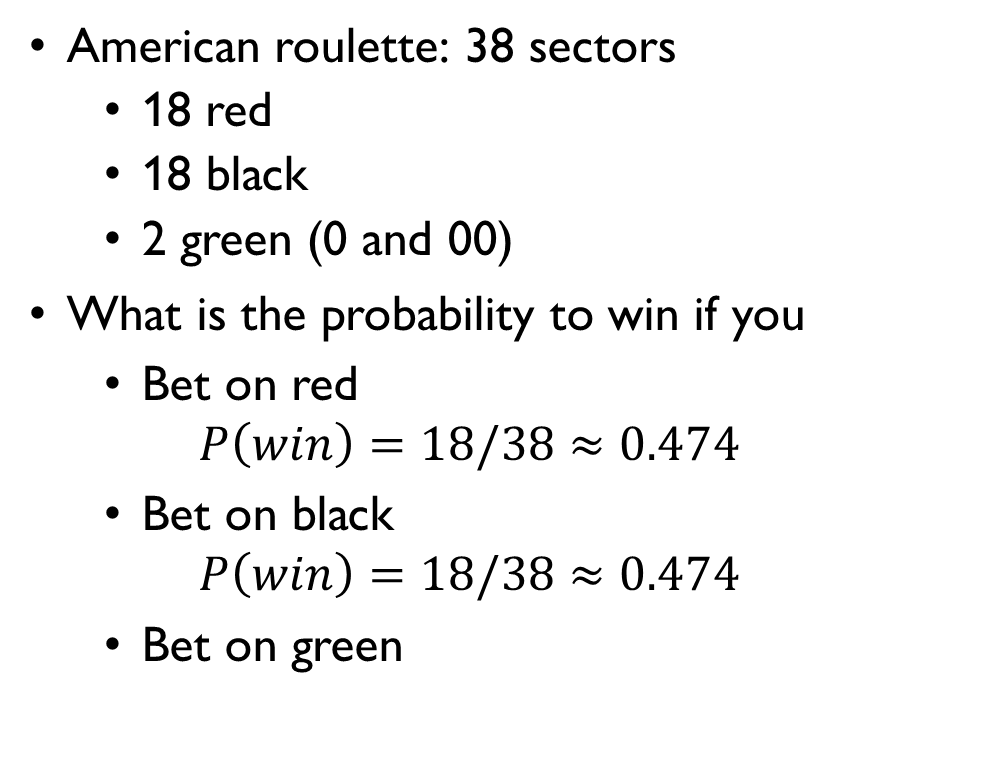 • American roulette: 38 sectors
• 18 red
• 18 black
• 2 green (0 and 00)
• What is the probability to win if you
• Bet on red
P(win) = 18/38 ≈ 0.474
• Bet on black
P(win) = 18/38 ≈ 0.474
• Bet on green